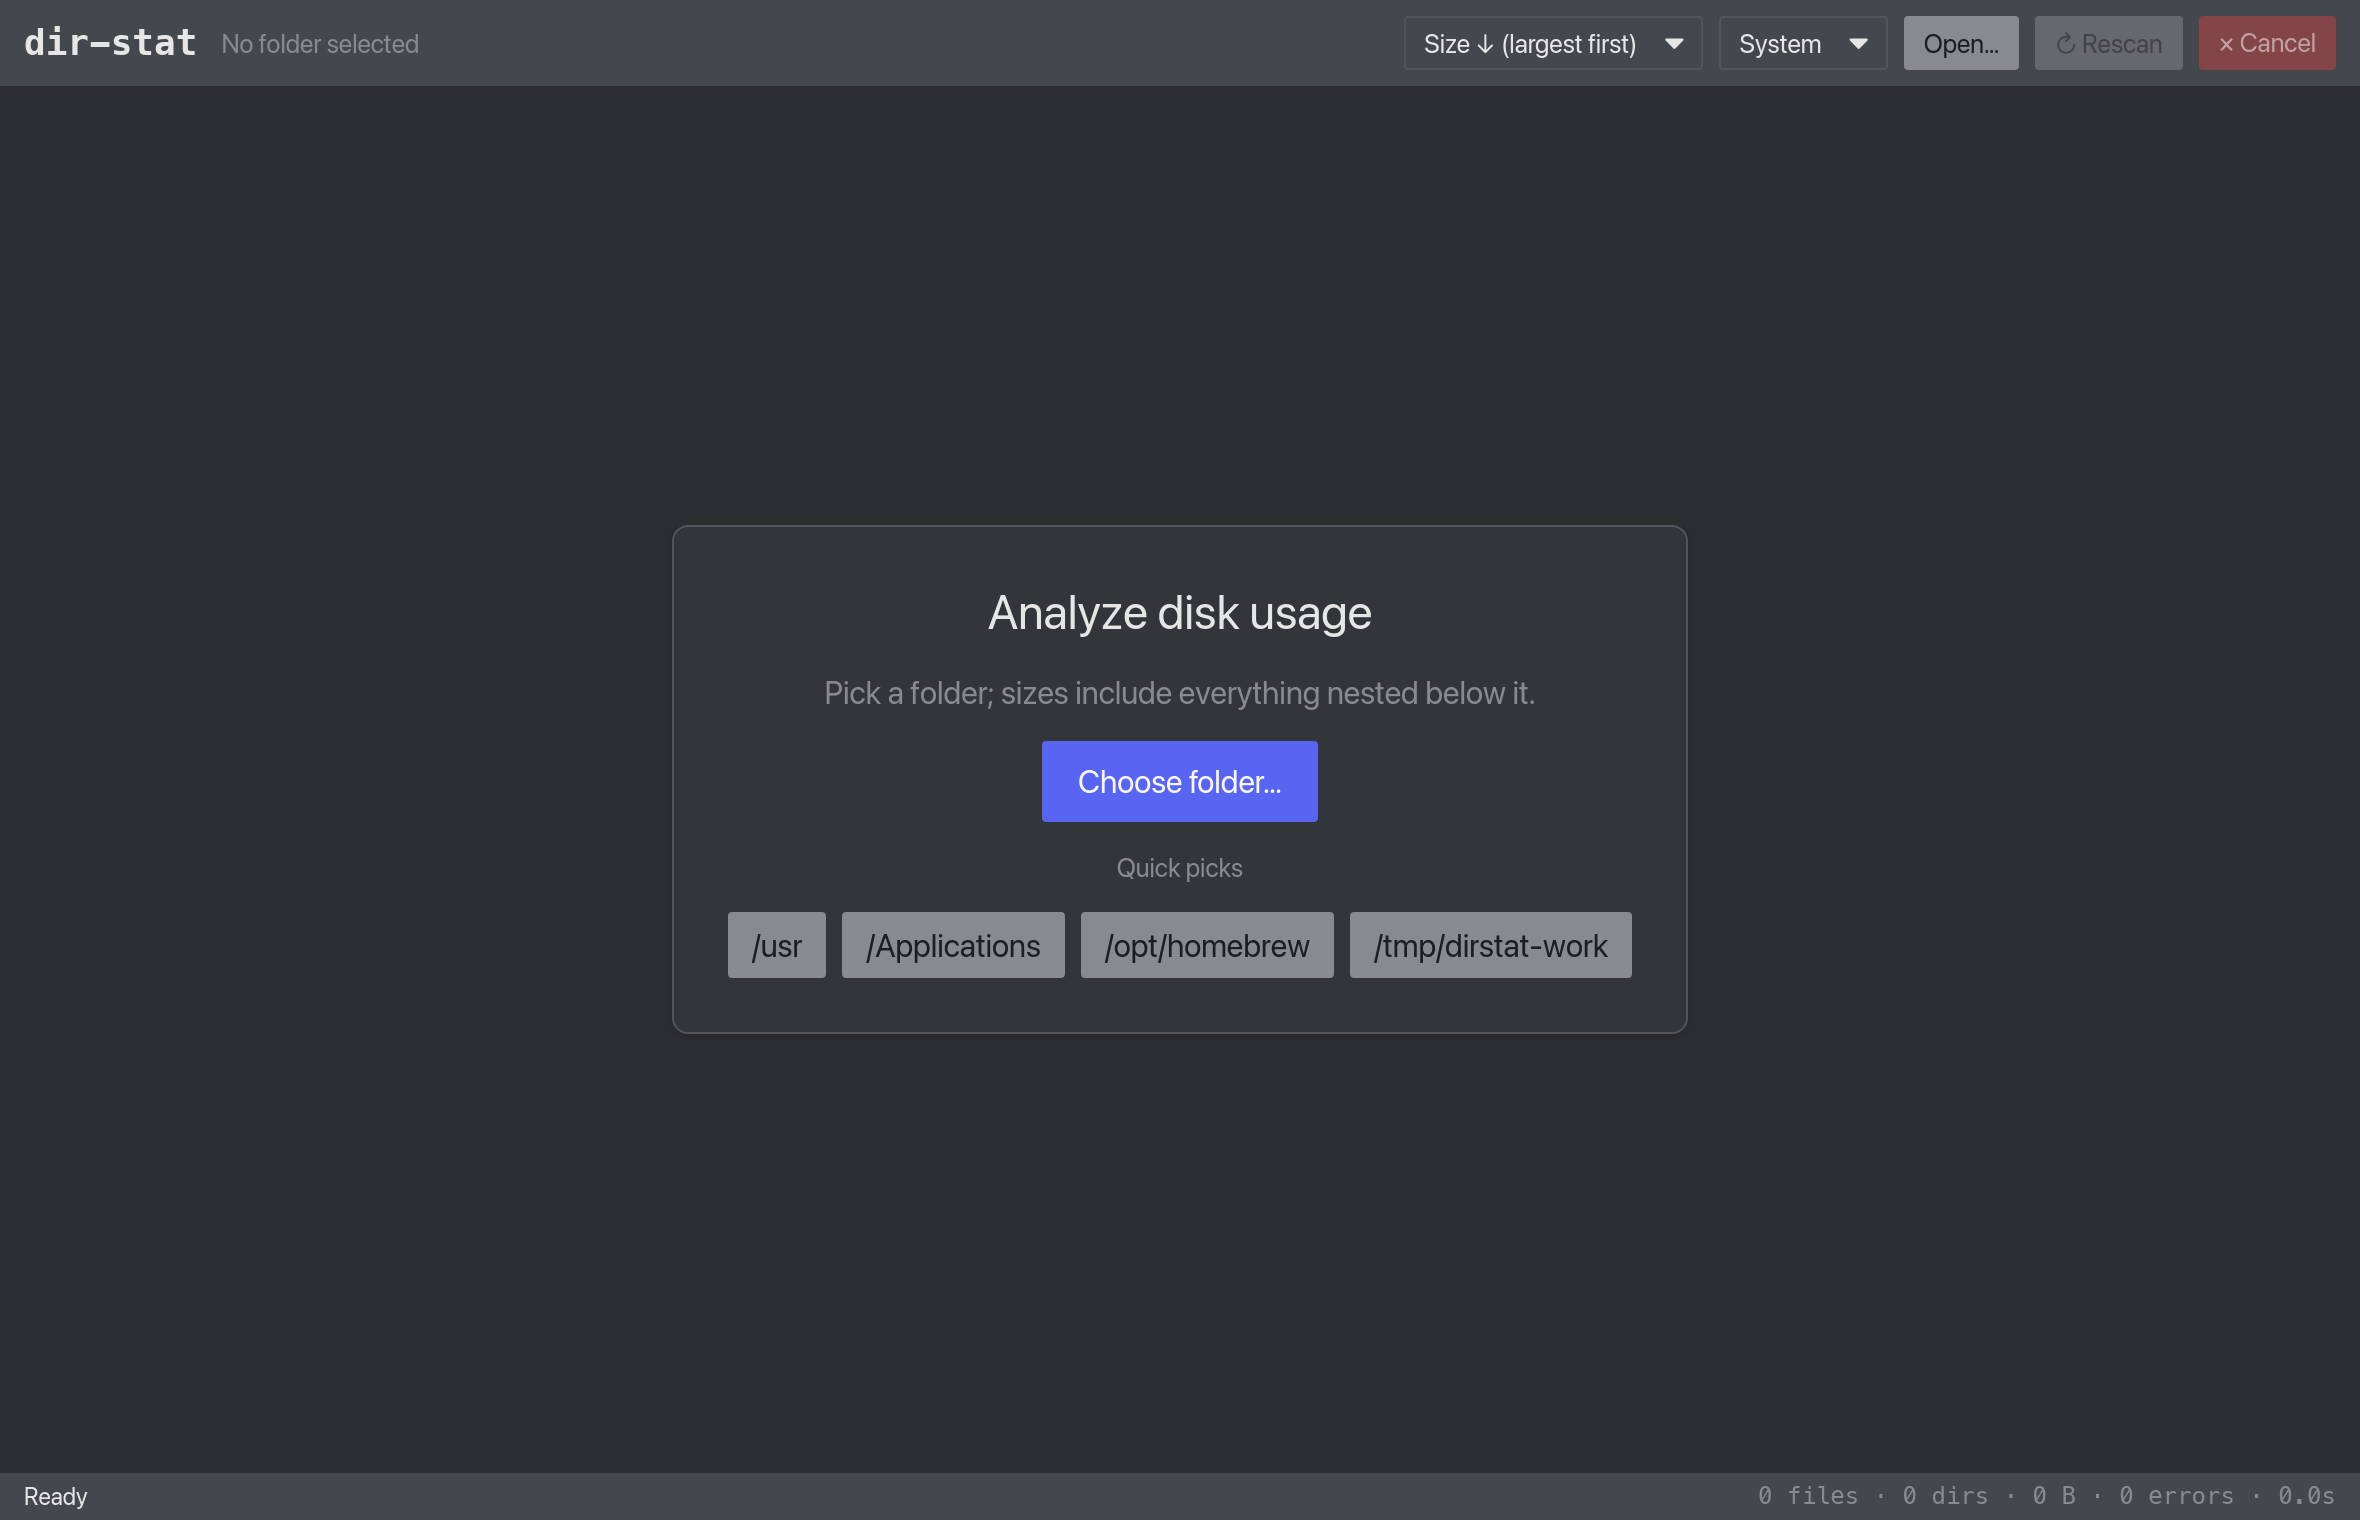 dir-stat No folder selected Size ↓ (largest first) System Open... ↻ Rescan × Cancel
Analyze disk usage
Pick a folder; sizes include everything nested below it.
Choose folder...
Quick picks
/usr /Applications /opt/homebrew /tmp/dirstat-work
Ready 0 files · 0 dirs · 0 B · 0 errors · 0.0s